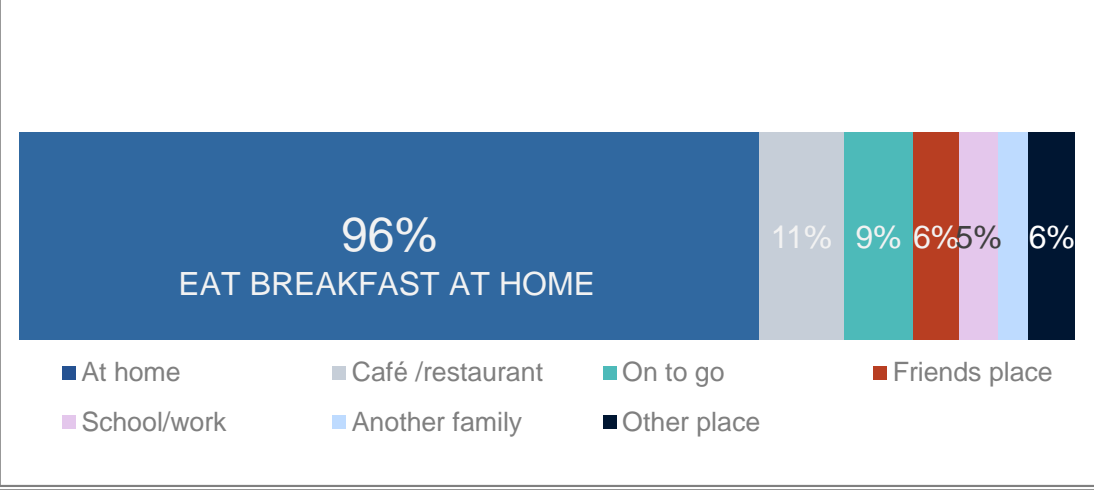 96%
EAT BREAKFAST AT HOME
11%
9%
6%
5%
6%
At home
Café /restaurant
On to go
Friends place
School/work
Another family
Other place